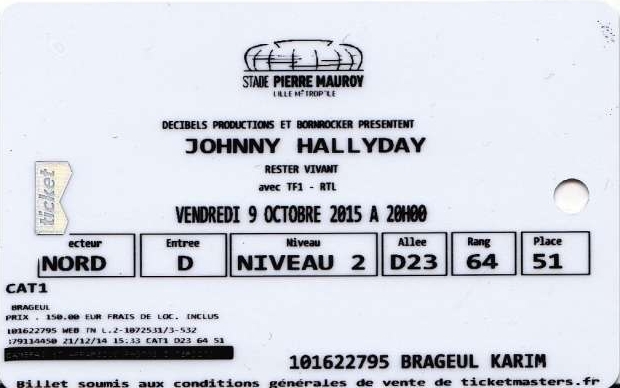 STADE PIERRE MAUROY
LILLE MÉTROPOLE
DECIBELS PRODUCTIONS ET BORNROCKER PRESENTENT
JOHNNY HALLYDAY
RESTER VIVANT
avec TF1 - RTL
VENDREDI 9 OCTOBRE 2015 A 20H00
ticket
ecteur Entree Niveau Allee Rang Place
NORD D NIVEAU 2 D23 64 51
CAT1
BRAGEUL
PRIX . 150.00 EUR FRAIS DE LOC. INCLUS
101622795 WEB TN L.2-1072531/3-532
179114450 21/12/14 15:33 CAT1 D23 64 51
101622795 BRAGEUL KARIM
Billet soumis aux conditions générales de vente de ticketmasters.fr